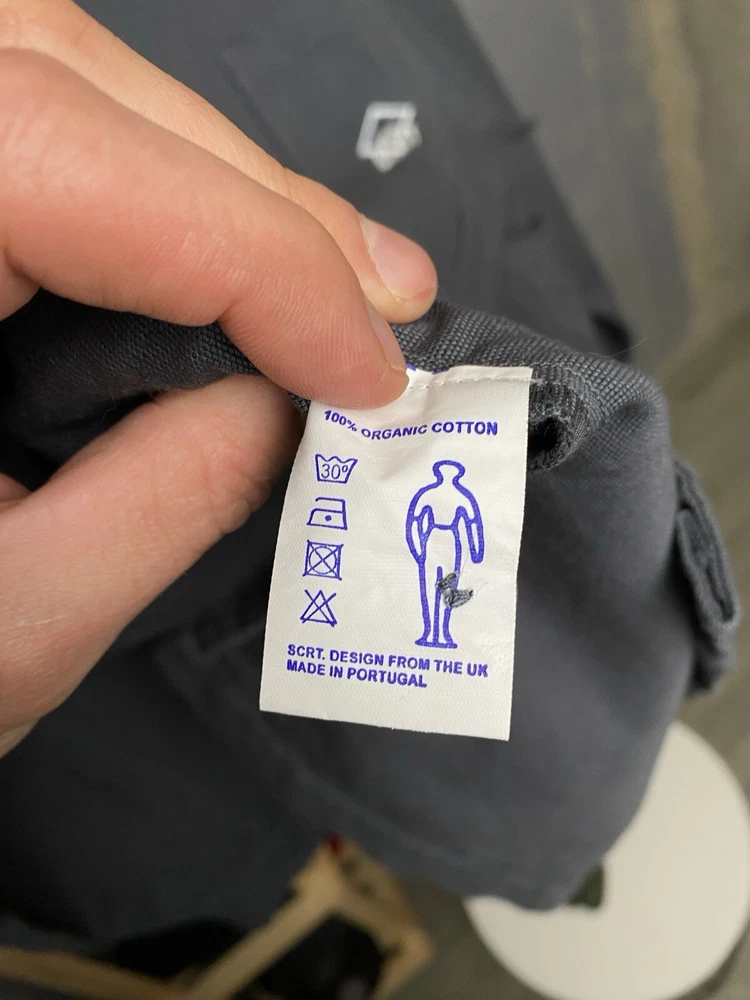 100% ORGANIC COTTON
30°
SCRT. DESIGN FROM THE UK
MADE IN PORTUGAL